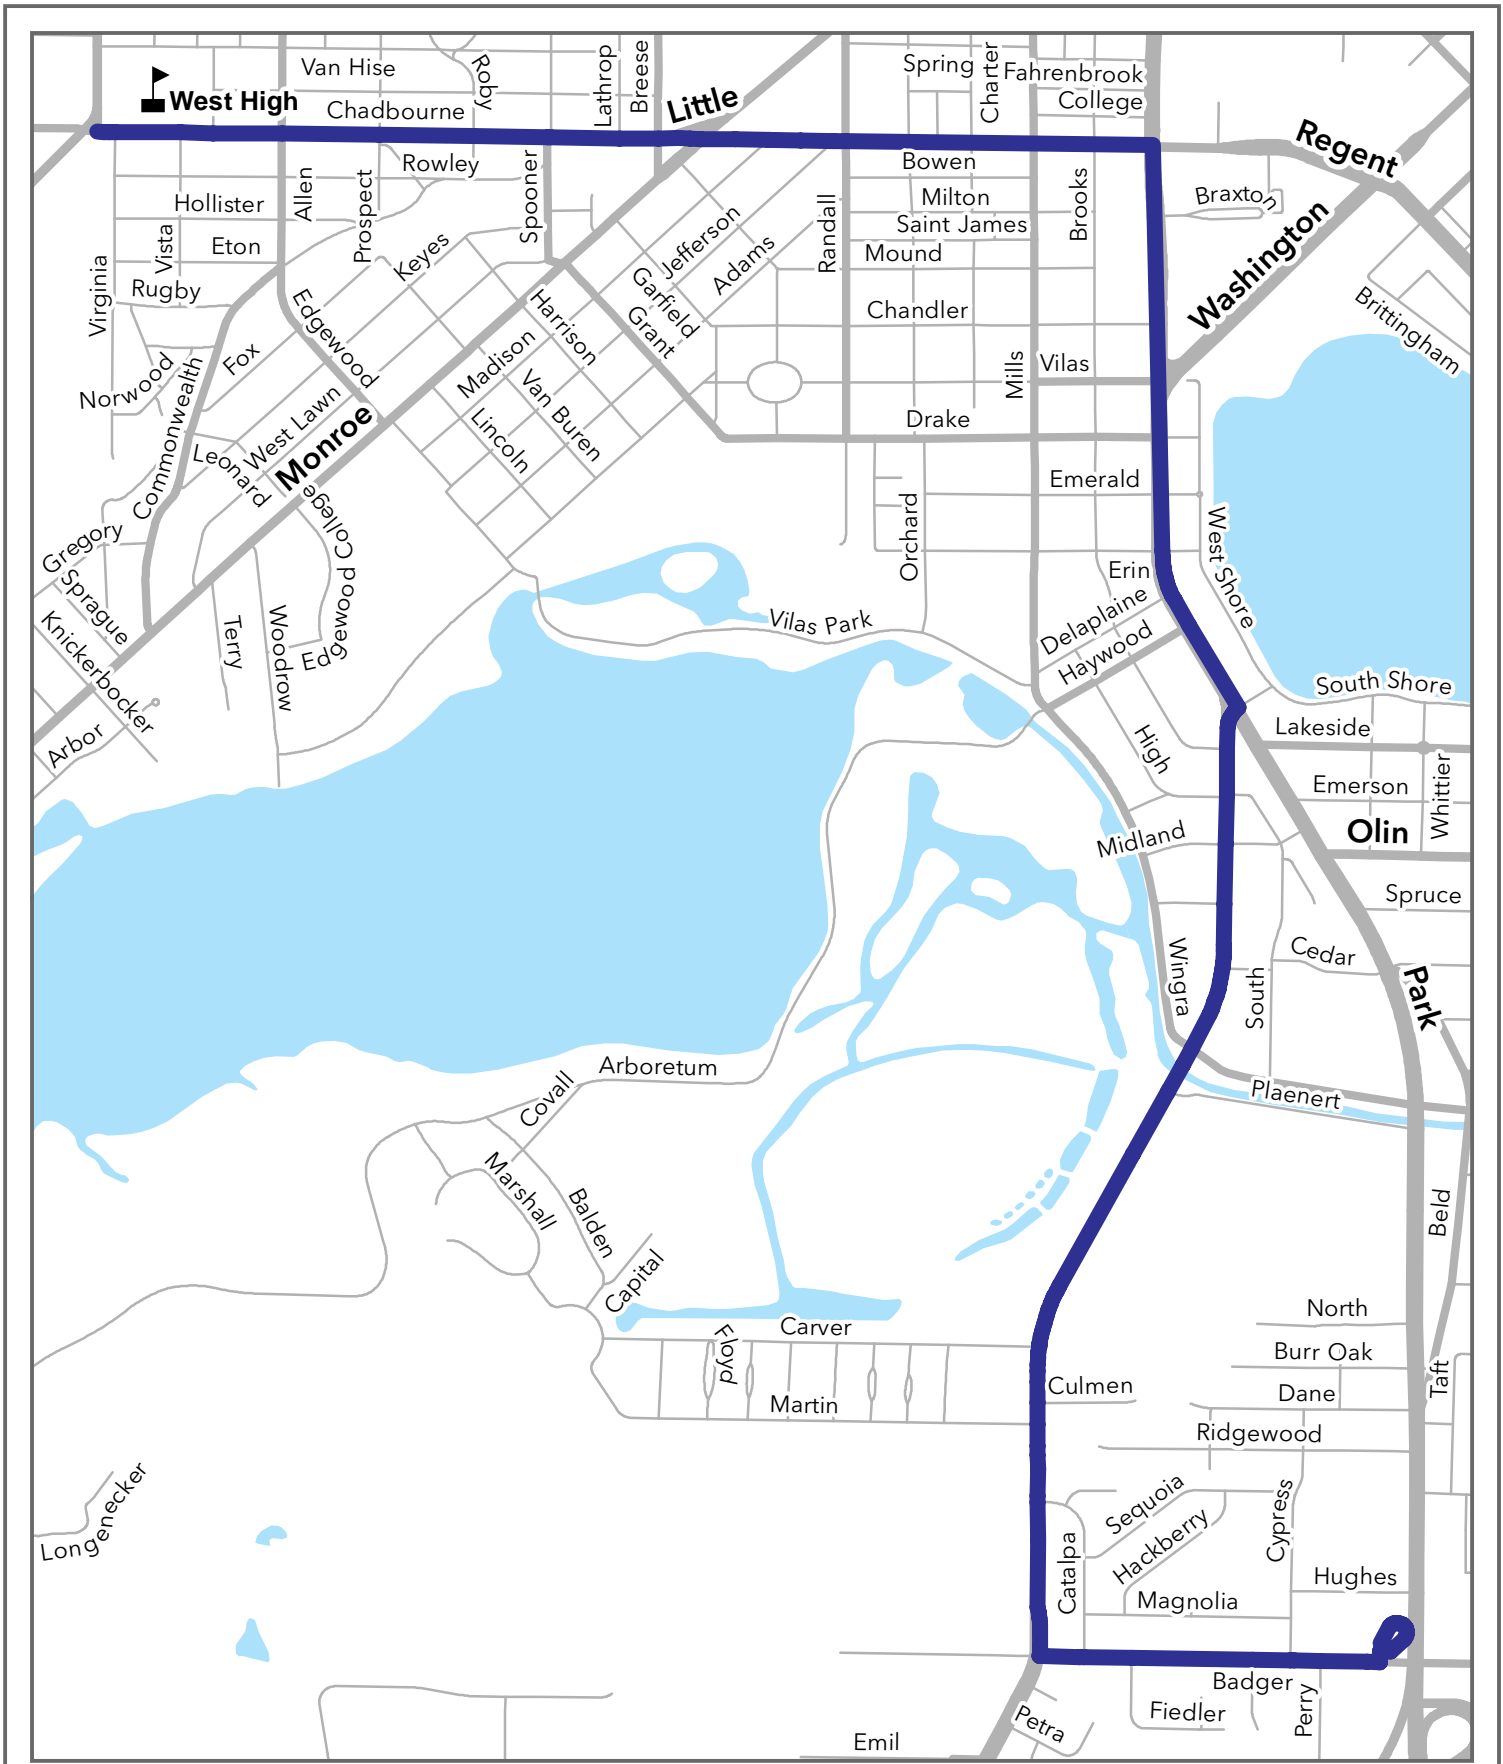 Van Hise
Roby
Lathrop
Breese
Spring
Charter
Fahrenbrook
West High
Chadbourne
Little
College
Regent
Rowley
Bowen
Allen
Prospect
Spooner
Hollister
Milton
Brooks
Braxton
Saint James
Randall
Jefferson
Vista
Eton
Keyes
Adams
Mound
Washington
Virginia
Rugby
Garfield
Harrison
Chandler
Brittingham
Edgewood
Grant
Fox
Madison
Mills
Vilas
Norwood
Commonwealth
West Lawn
Van Buren
Drake
Monroe
Lincoln
Leonard
Emerald
Edgewood College
Orchard
West Shore
Gregory
Erin
Sprague
Delaplaine
Vilas Park
Knickerbocker
Terry
Woodrow
Haywood
South Shore
Arbor
High
Lakeside
Emerson
Whittier
Olin
Midland
Spruce
Wingra
Cedar
South
Park
Arboretum
Covall
Plaenert
Marshall
Balden
Beld
Capital
North
Carver
Floyd
Burr Oak
Culmen
Dane
Taft
Martin
Ridgewood
Longenecker
Sequoia
Cypress
Hackberry
Catalpa
Hughes
Magnolia
Badger
Perry
Fiedler
Petra
Emil